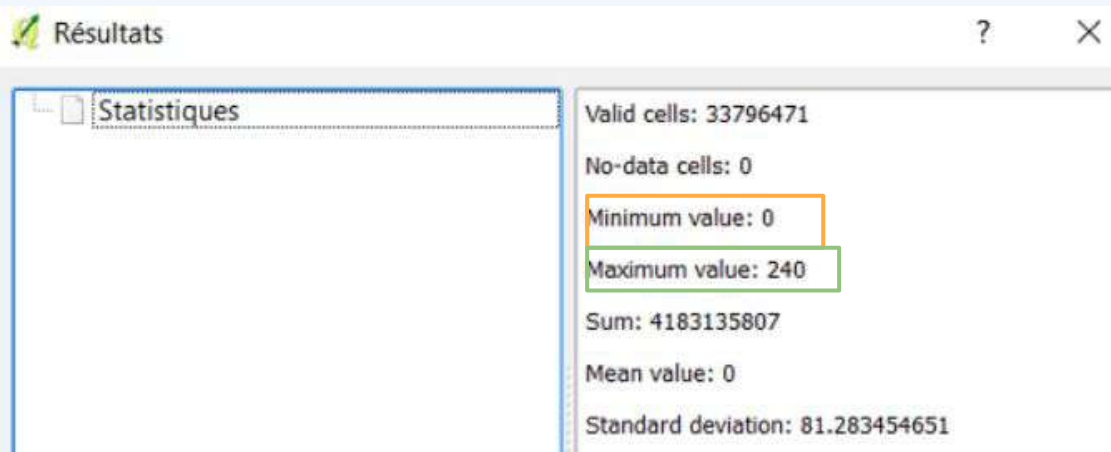 Résultats
?
Statistiques
Valid cells: 33796471
No-data cells: 0
Minimum value: 0
Maximum value: 240
Sum: 4183135807
Mean value: 0
Standard deviation: 81.283454651